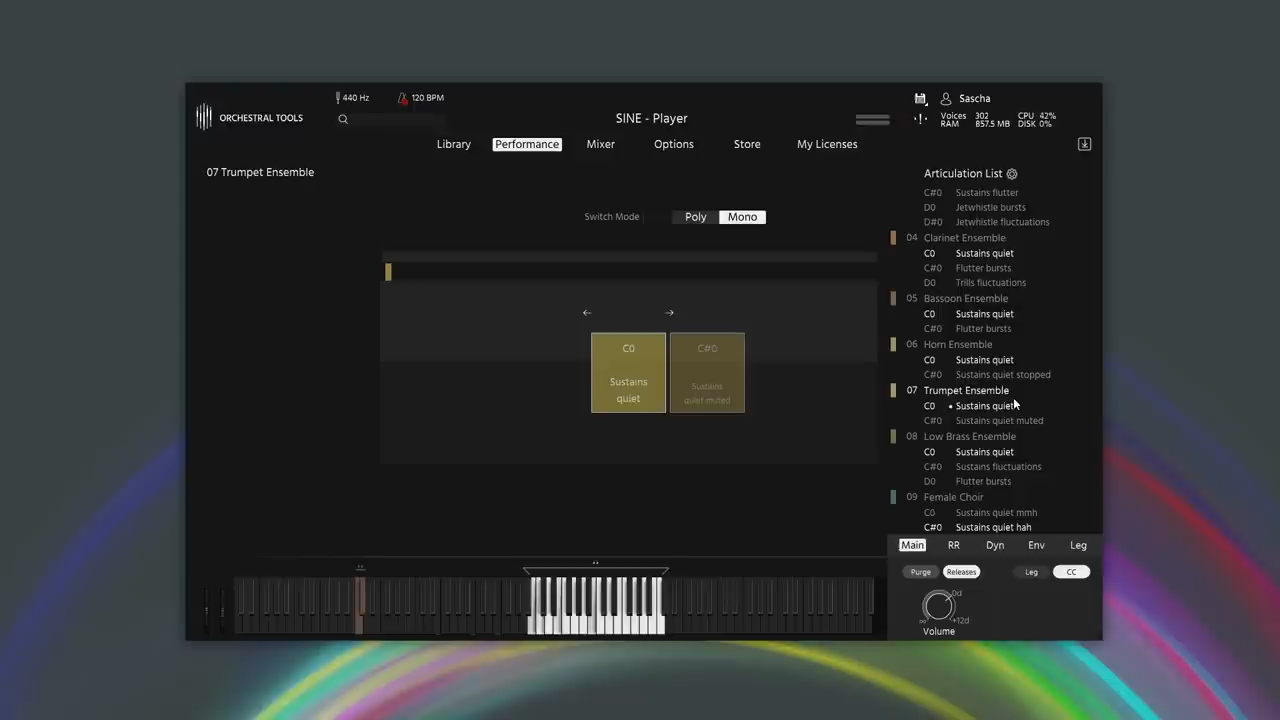 440 Hz
120 BPM
ORCHESTRAL TOOLS
SINE - Player
Sascha
Voices 302 CPU 42%
RAM 857.5 MB DISK 0%
Library
Performance
Mixer
Options
Store
My Licenses
07 Trumpet Ensemble
Switch Mode
Poly
Mono
C0
Sustains
quiet
C#0
Sustains
quiet muted
Articulation List
C#0 Sustains flutter
D0 Jetwhistle bursts
D#0 Jetwhistle fluctuations
04 Clarinet Ensemble
C0 Sustains quiet
C#0 Flutter bursts
D0 Trills fluctuations
05 Bassoon Ensemble
C0 Sustains quiet
C#0 Flutter bursts
06 Horn Ensemble
C0 Sustains quiet
C#0 Sustains quiet stopped
07 Trumpet Ensemble
C0 • Sustains quiet
C#0 Sustains quiet muted
08 Low Brass Ensemble
C0 Sustains quiet
C#0 Sustains fluctuations
D0 Flutter bursts
09 Female Choir
C0 Sustains quiet mmh
C#0 Sustains quiet hah
Main RR Dyn Env Leg
Purge Releases Leg CC
0d
∞ +12d
Volume